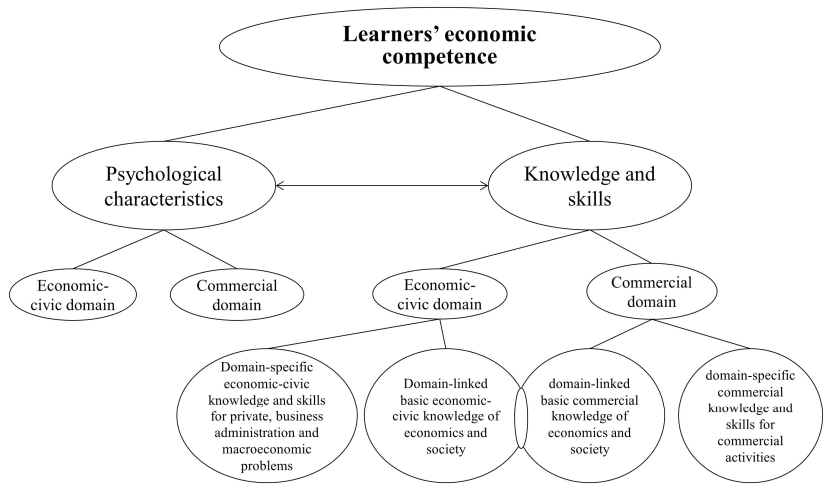 Learners’ economic
competence
Psychological
characteristics
Knowledge and
skills
Economic-
civic domain
Commercial
domain
Economic-
civic domain
Commercial
domain
Domain-specific
economic-civic
knowledge and skills
for private, business
administration and
macroeconomic
problems
Domain-linked
basic economic-
civic knowledge of
economics and
society
domain-linked
basic commercial
knowledge of
economics and
society
domain-specific
commercial
knowledge and
skills for
commercial
activities